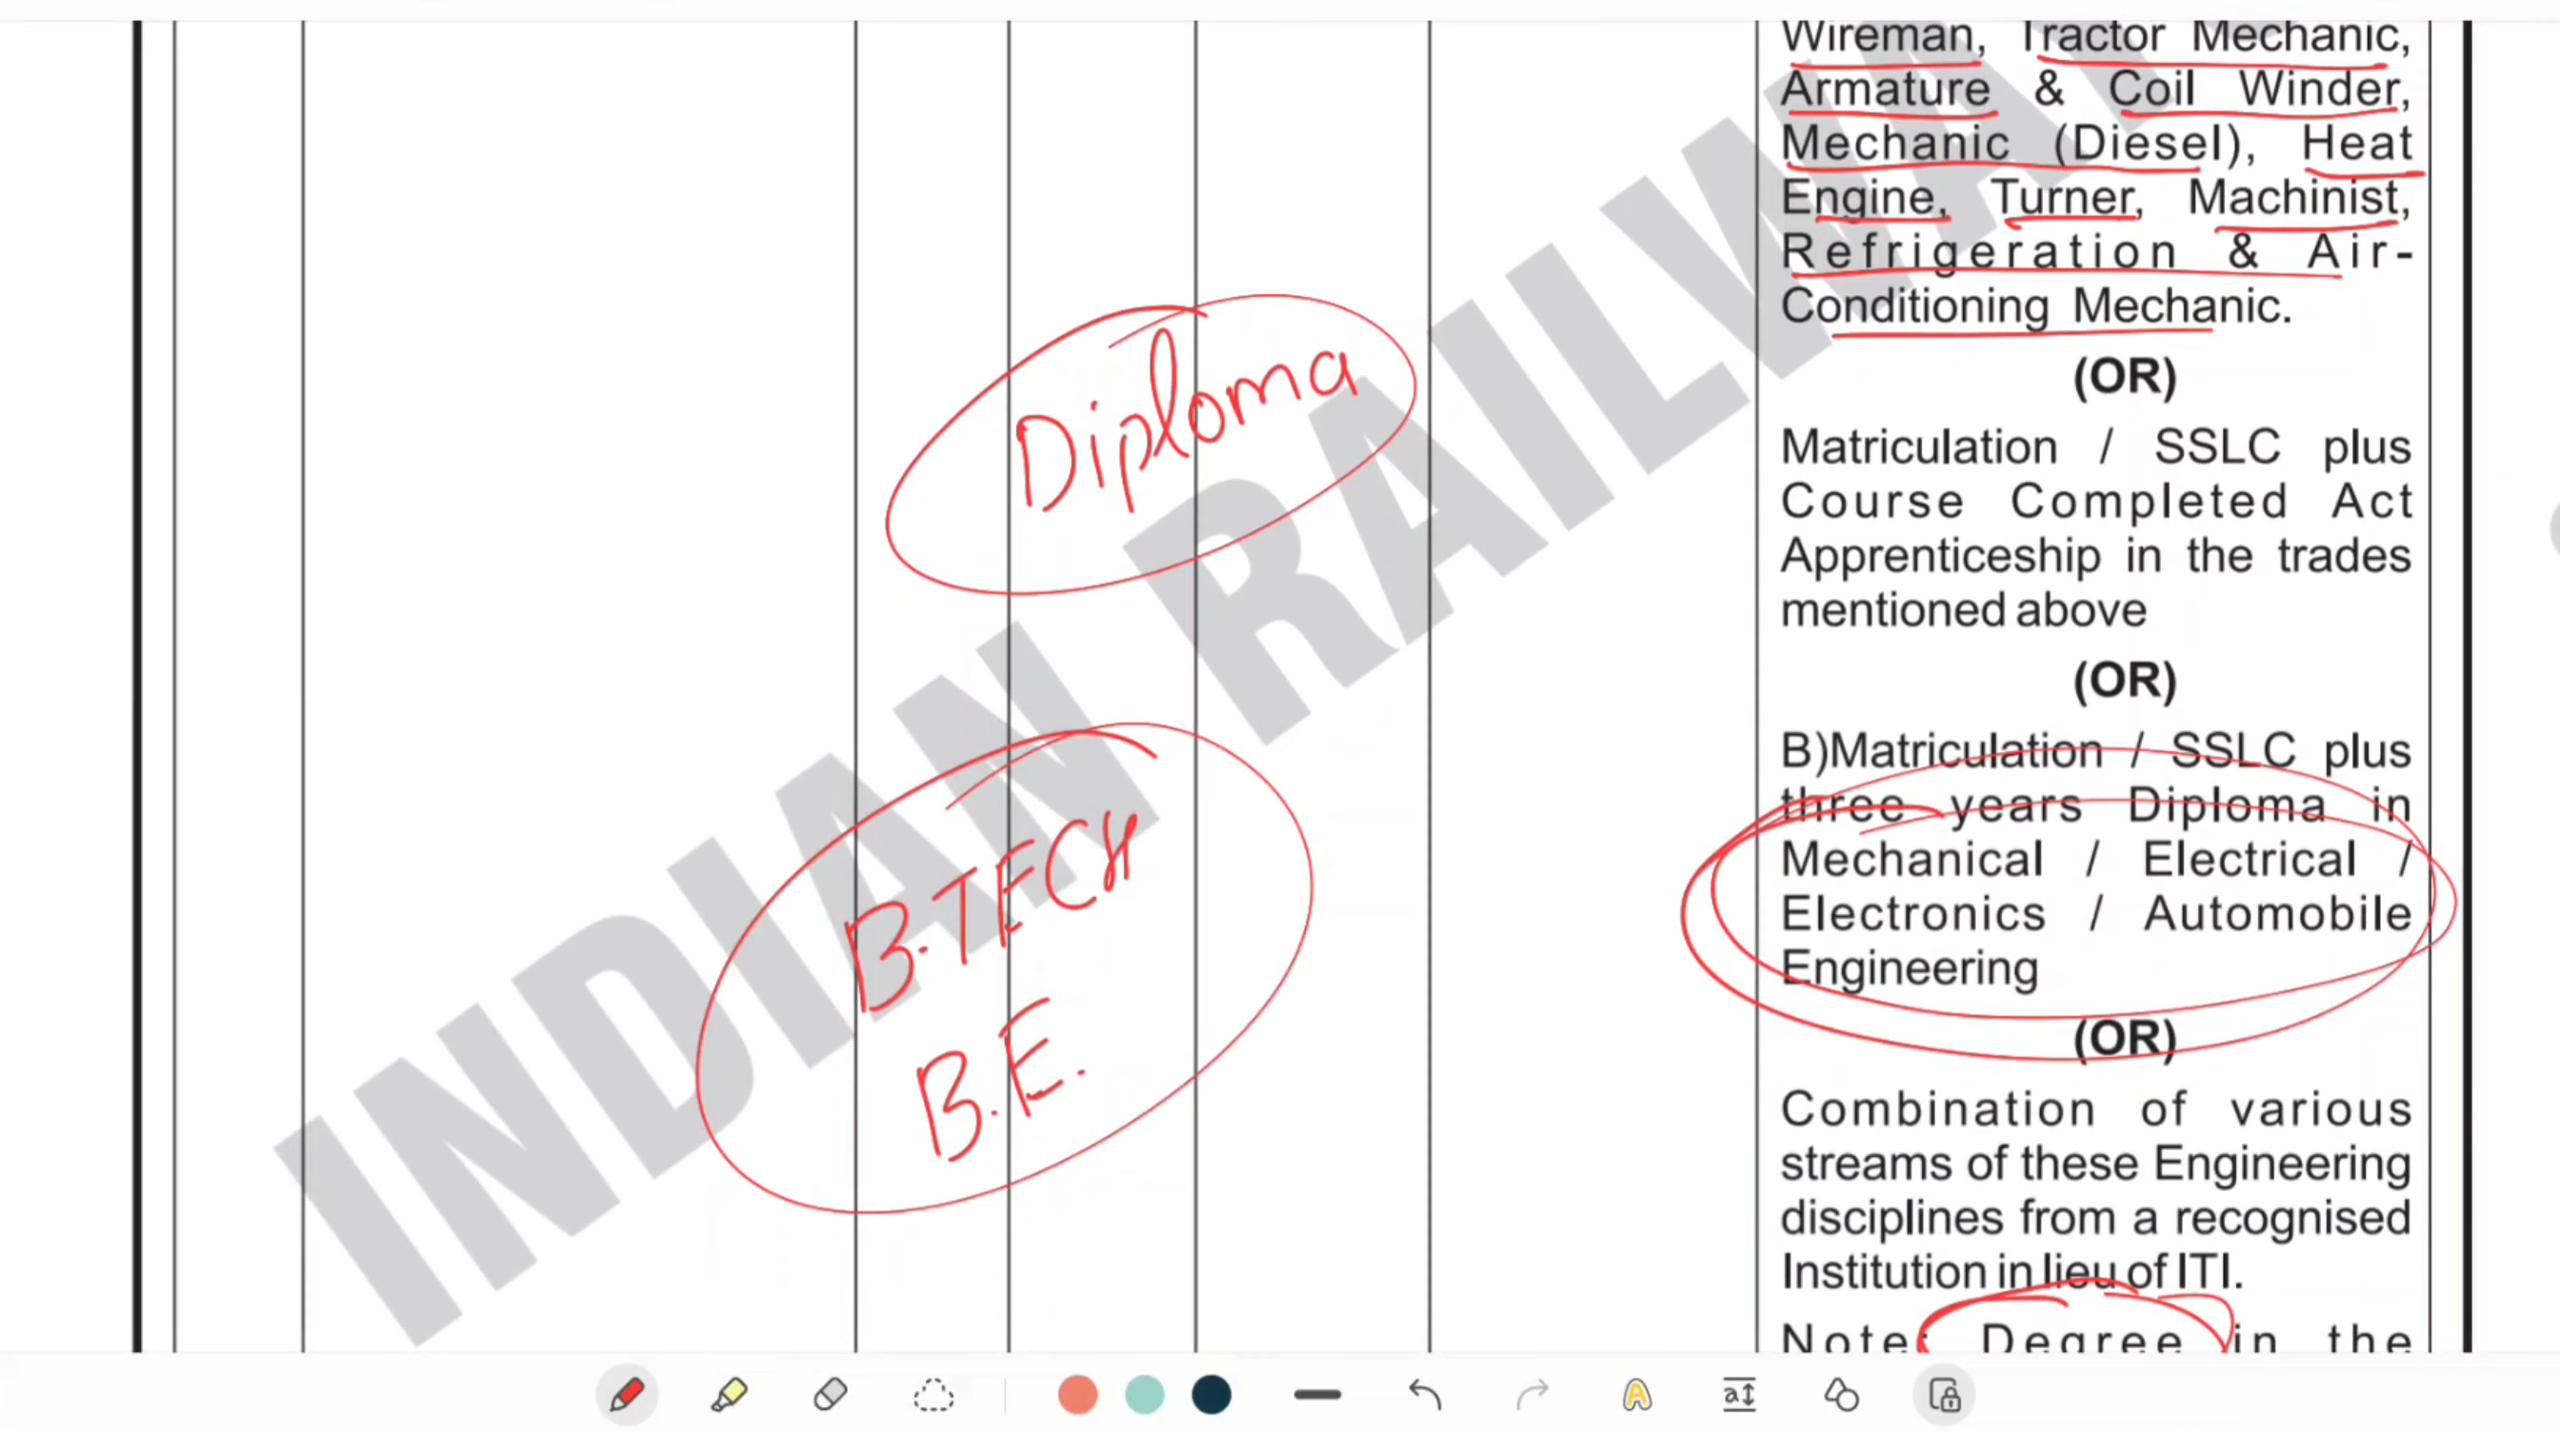 Wireman, Tractor Mechanic,
Armature & Coil Winder,
Mechanic (Diesel), Heat
Engine, Turner, Machinist,
Refrigeration & Air-
Conditioning Mechanic.
(OR)
Matriculation / SSLC plus
Course Completed Act
Apprenticeship in the trades
mentioned above
(OR)
B)Matriculation / SSLC plus
three years Diploma in
Mechanical / Electrical /
Electronics / Automobile
Engineering
(OR)
Combination of various
streams of these Engineering
disciplines from a recognised
Institution in lieu of ITI.
Note: Degree in the
Diploma
B.TECH
B.E.
INDIAN RAILWAY